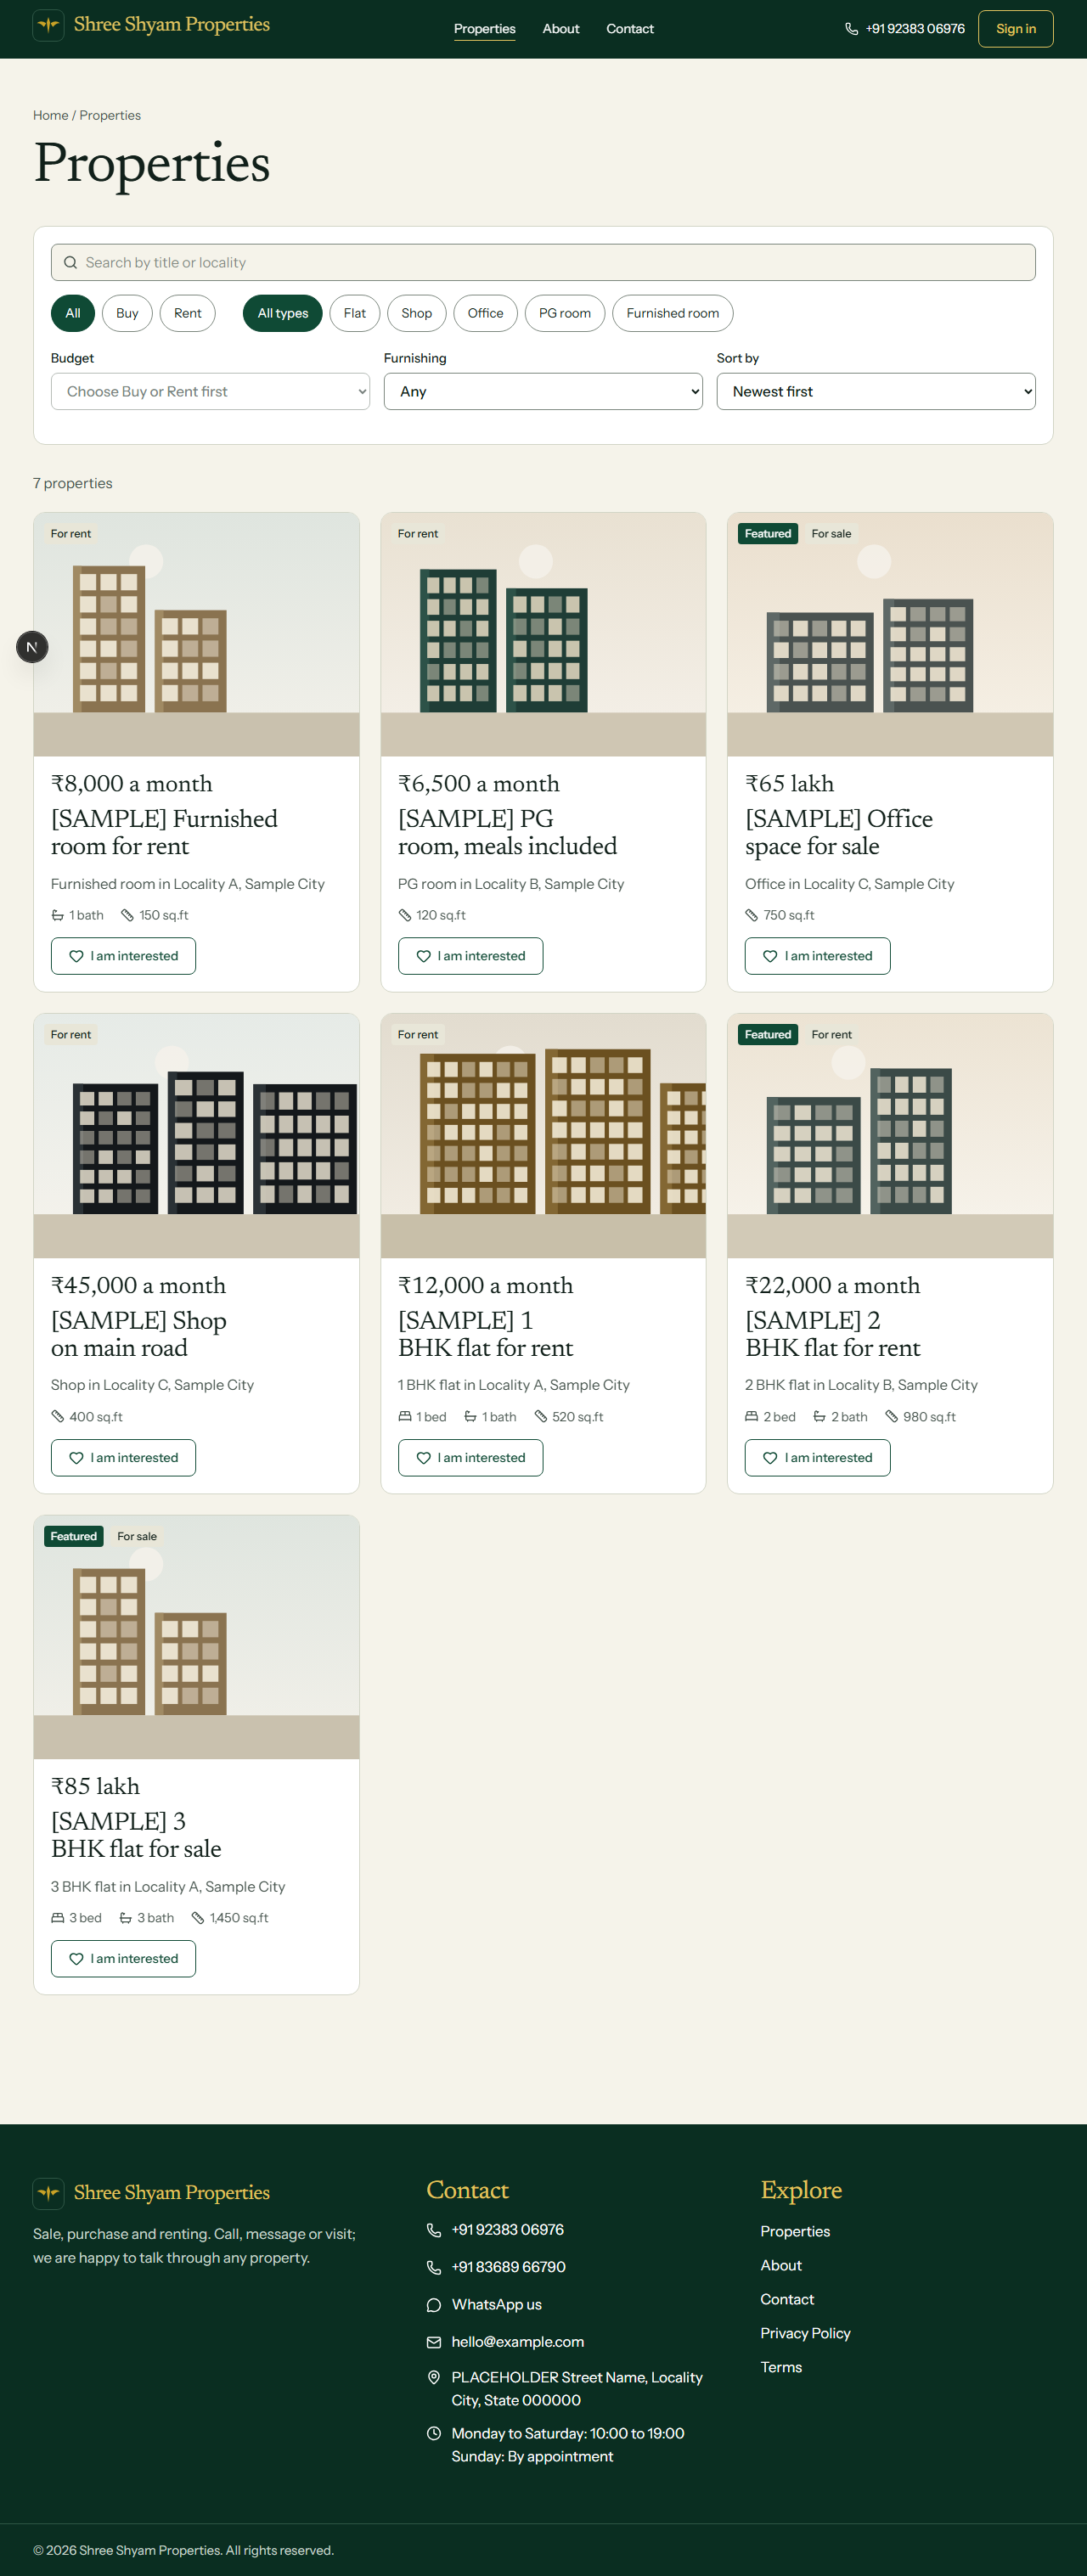 Shree Shyam Properties
Properties
About
Contact
+91 92383 06976
Sign in
Home / Properties
Properties
Search by title or locality
All
Buy
Rent
All types
Flat
Shop
Office
PG room
Furnished room
Budget
Furnishing
Sort by
Choose Buy or Rent first
Any
Newest first
7 properties
For rent
₹8,000 a month
[SAMPLE] Furnished
room for rent
Furnished room in Locality A, Sample City
1 bath
150 sq.ft
I am interested
For rent
₹6,500 a month
[SAMPLE] PG
room, meals included
PG room in Locality B, Sample City
120 sq.ft
I am interested
Featured
For sale
₹65 lakh
[SAMPLE] Office
space for sale
Office in Locality C, Sample City
750 sq.ft
I am interested
N
For rent
₹45,000 a month
[SAMPLE] Shop
on main road
Shop in Locality C, Sample City
400 sq.ft
I am interested
For rent
₹12,000 a month
[SAMPLE] 1
BHK flat for rent
1 BHK flat in Locality A, Sample City
1 bed
1 bath
520 sq.ft
I am interested
Featured
For rent
₹22,000 a month
[SAMPLE] 2
BHK flat for rent
2 BHK flat in Locality B, Sample City
2 bed
2 bath
980 sq.ft
I am interested
Featured
For sale
₹85 lakh
[SAMPLE] 3
BHK flat for sale
3 BHK flat in Locality A, Sample City
3 bed
3 bath
1,450 sq.ft
I am interested
Shree Shyam Properties
Sale, purchase and renting. Call, message or visit;
we are happy to talk through any property.
Contact
+91 92383 06976
+91 83689 66790
WhatsApp us
hello@example.com
PLACEHOLDER Street Name, Locality
City, State 000000
Monday to Saturday: 10:00 to 19:00
Sunday: By appointment
Explore
Properties
About
Contact
Privacy Policy
Terms
© 2026 Shree Shyam Properties. All rights reserved.